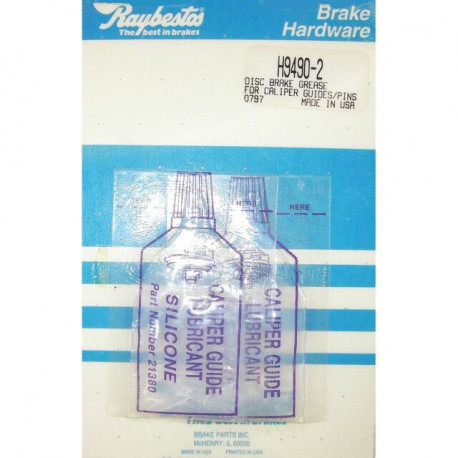 Raybestos
The best in brakes
Brake
Hardware
H9490-2
DISC BRAKE GREASE
FOR CALIPER GUIDES/PINS
0797 MADE IN USA
HERE
HERE
CALIPER GUIDE
LUBRICANT
SILICONE
Part Number 21380
CALIPER GUIDE
LUBRICANT
BRAKE PARTS INC.
McHENRY, IL 60050
MADE IN USA
PRINTED IN USA